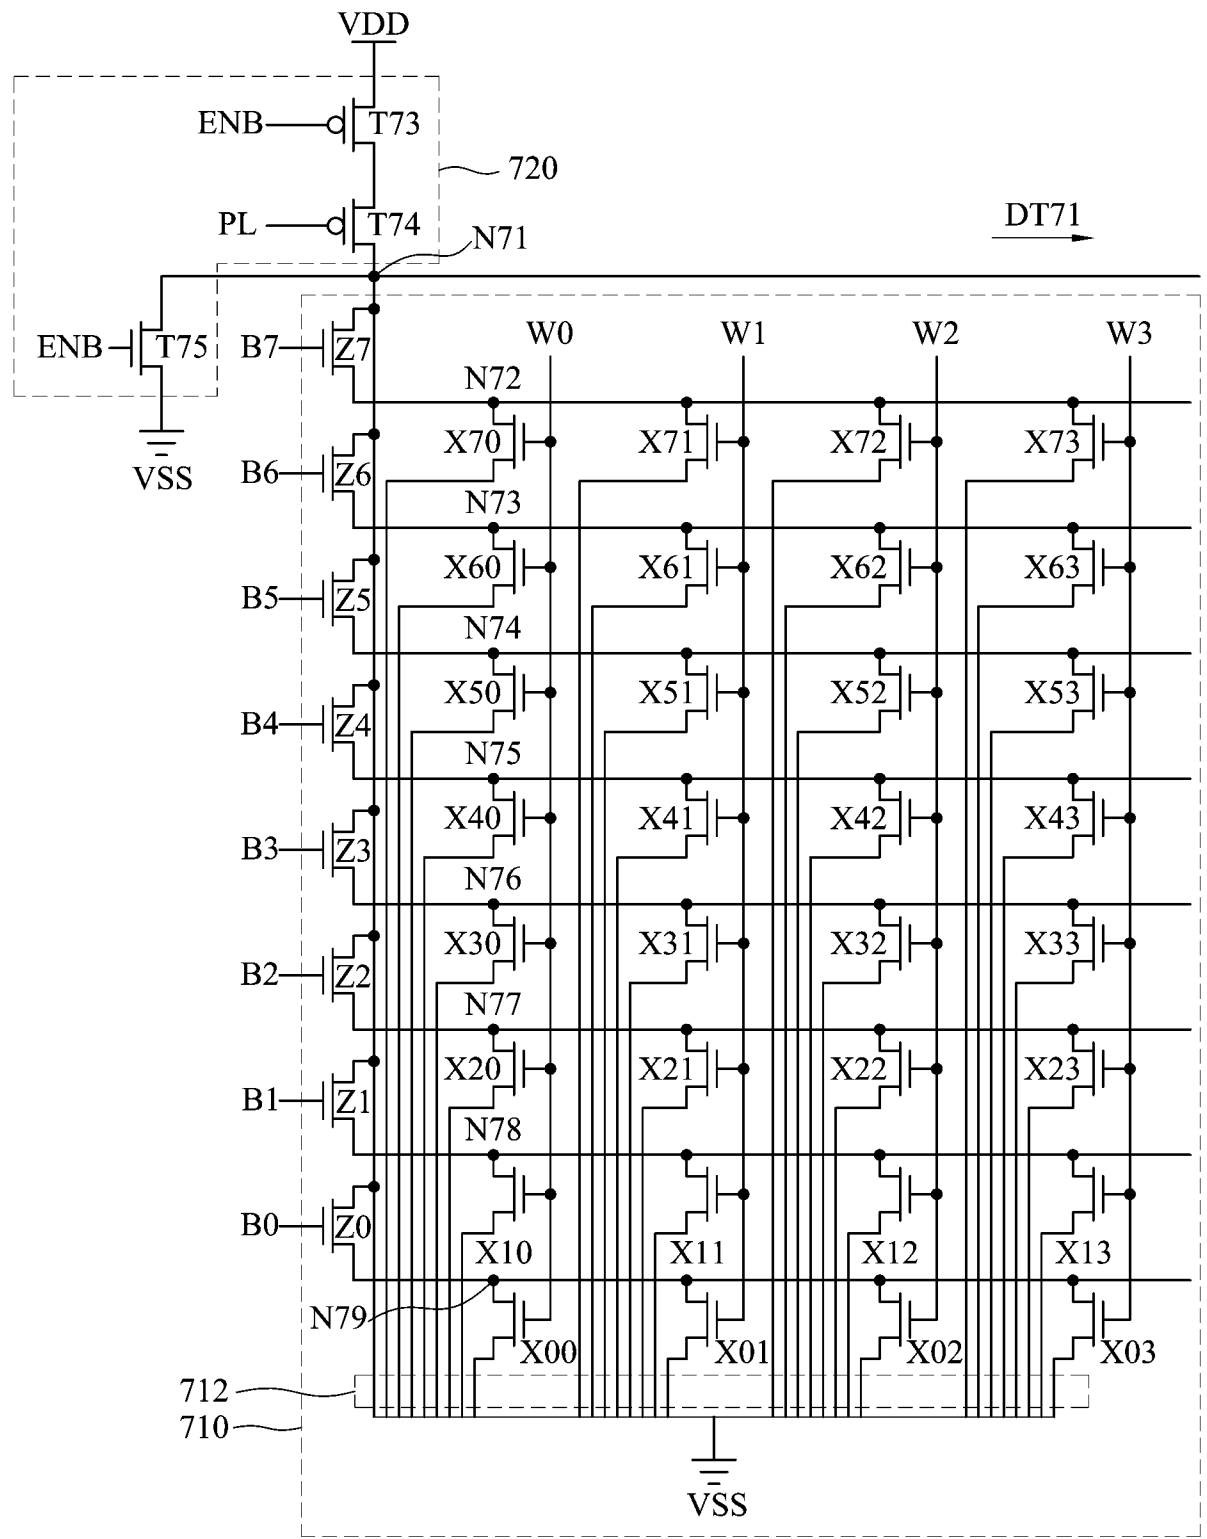 VDD
ENB
T73
720
PL
T74
N71
DT71
ENB
T75
B7
Z7
W0
W1
W2
W3
N72
X70
X71
X72
X73
VSS
B6
Z6
N73
X60
X61
X62
X63
B5
Z5
N74
X50
X51
X52
X53
B4
Z4
N75
X40
X41
X42
X43
B3
Z3
N76
X30
X31
X32
X33
B2
Z2
N77
X20
X21
X22
X23
B1
Z1
N78
B0
Z0
X10
X11
X12
X13
N79
X00
X01
X02
X03
712
710
VSS